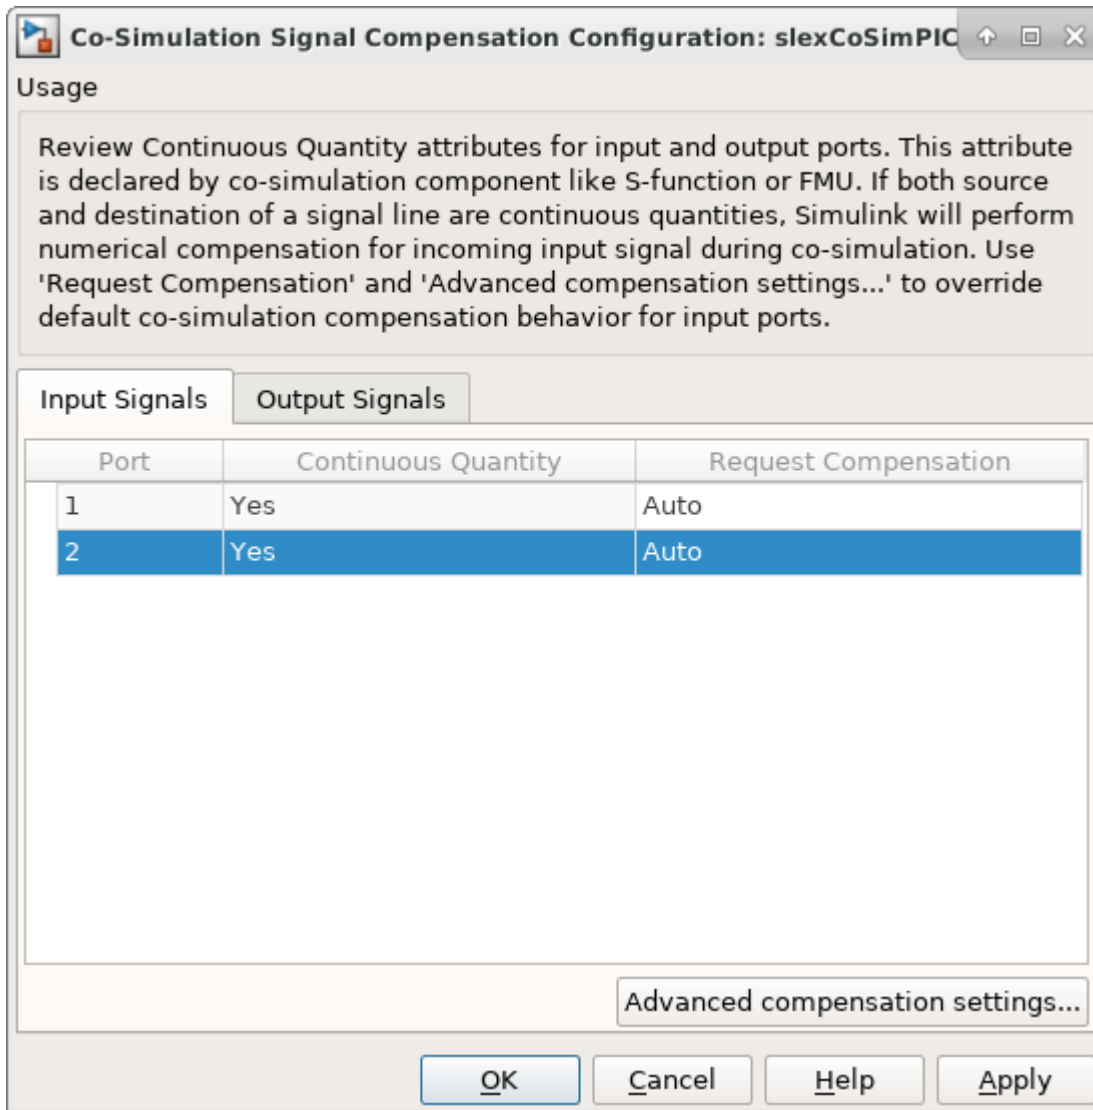 Co-Simulation Signal Compensation Configuration: slexCoSimPIC
Usage
Review Continuous Quantity attributes for input and output ports. This attribute
is declared by co-simulation component like S-function or FMU. If both source
and destination of a signal line are continuous quantities, Simulink will perform
numerical compensation for incoming input signal during co-simulation. Use
'Request Compensation' and 'Advanced compensation settings...' to override
default co-simulation compensation behavior for input ports.
Input Signals Output Signals
Port Continuous Quantity Request Compensation
1 Yes Auto
2 Yes Auto
Advanced compensation settings...
OK Cancel Help Apply